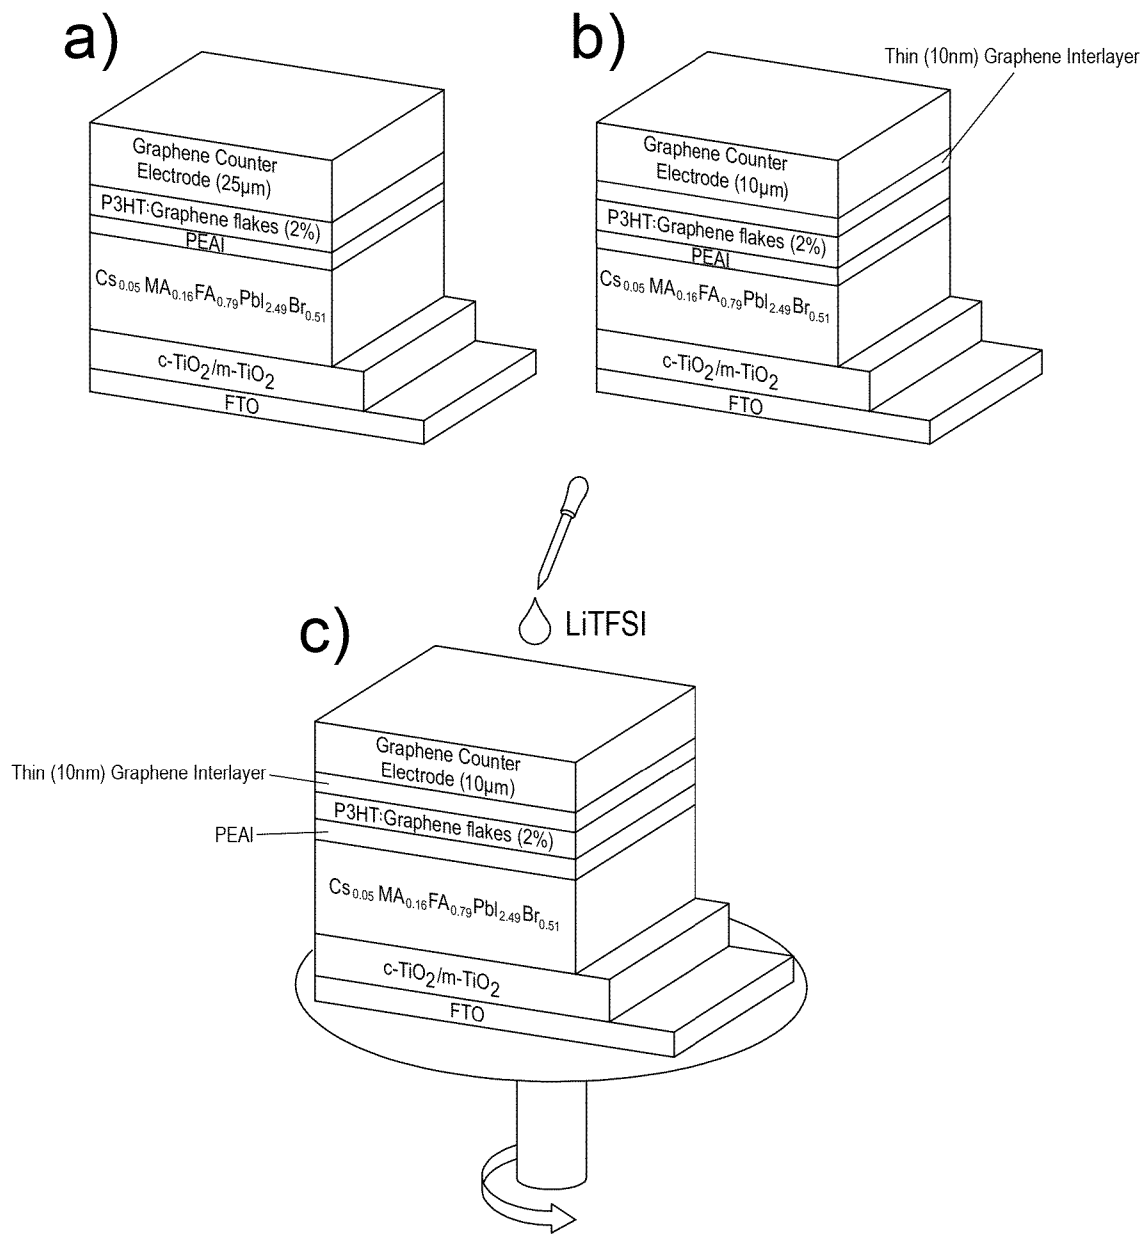 a)
Graphene Counter
Electrode (25µm)
P3HT:Graphene flakes (2%)
PEAI
Cs0.05 MA0.16FA0.79PbI2.49Br0.51
c-TiO2/m-TiO2
FTO
b)
Thin (10nm) Graphene Interlayer
Graphene Counter
Electrode (10µm)
P3HT:Graphene flakes (2%)
PEAI
Cs0.05 MA0.16FA0.79PbI2.49Br0.51
c-TiO2/m-TiO2
FTO
c)
LiTFSI
Graphene Counter
Electrode (10µm)
Thin (10nm) Graphene Interlayer
P3HT:Graphene flakes (2%)
PEAI
Cs0.05 MA0.16FA0.79PbI2.49Br0.51
c-TiO2/m-TiO2
FTO